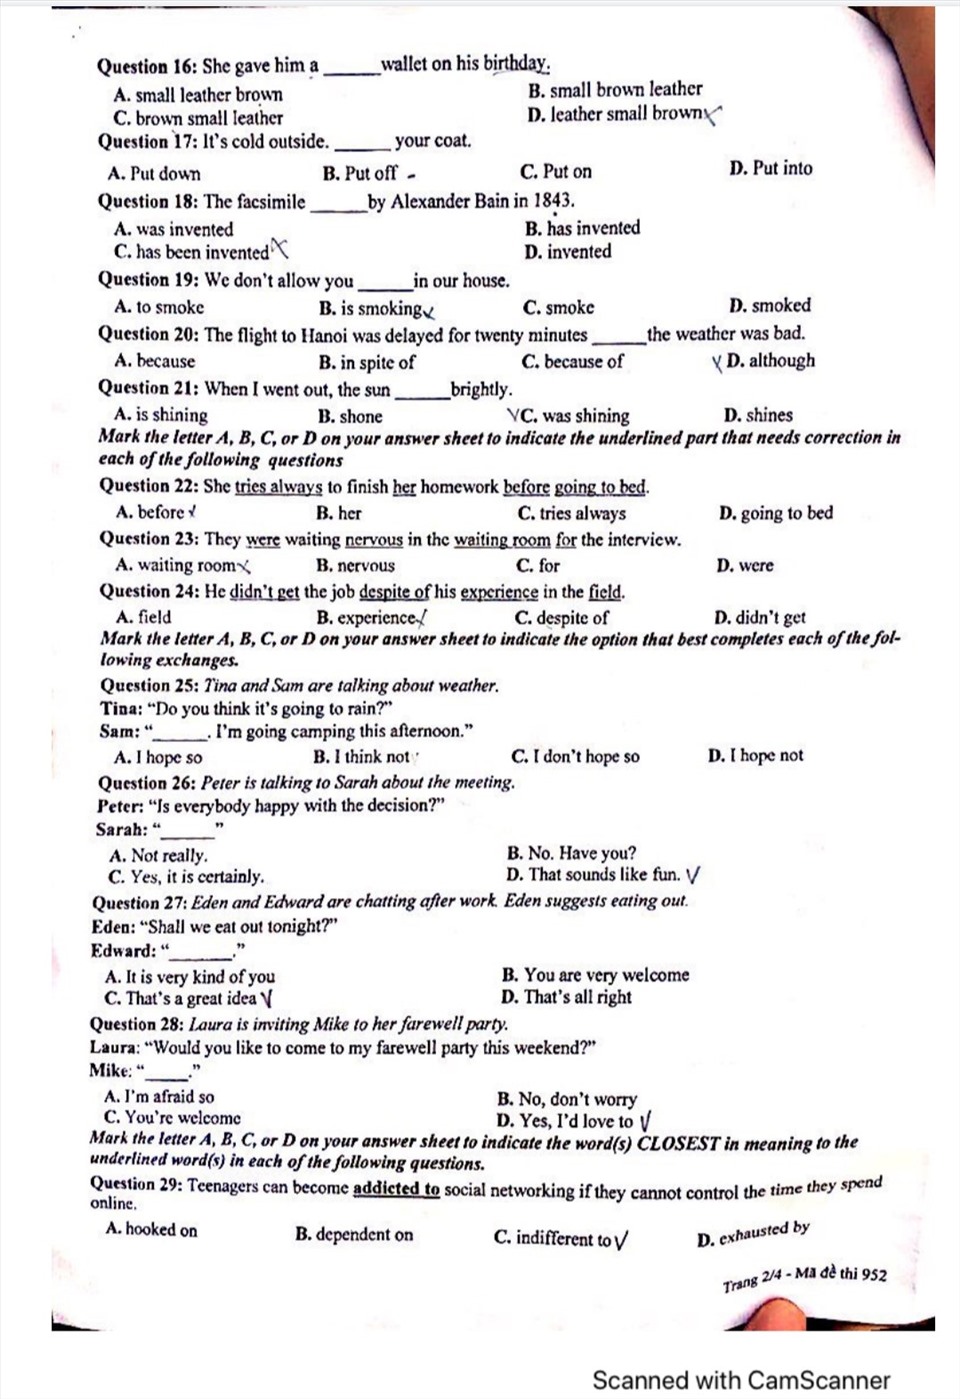 Question 16: She gave him a ______wallet on his birthday.
A. small leather brown B. small brown leather
C. brown small leather D. leather small brown
Question 17: It's cold outside. ______ your coat.
A. Put down B. Put off - C. Put on D. Put into
Question 18: The facsimile ______by Alexander Bain in 1843.
A. was invented B. has invented
C. has been invented D. invented
Question 19: We don't allow you ______in our house.
A. to smoke B. is smoking C. smoke D. smoked
Question 20: The flight to Hanoi was delayed for twenty minutes ______the weather was bad.
A. because B. in spite of C. because of D. although
Question 21: When I went out, the sun ______brightly.
A. is shining B. shone C. was shining D. shines
Mark the letter A, B, C, or D on your answer sheet to indicate the underlined part that needs correction in
each of the following questions
Question 22: She tries always to finish her homework before going to bed.
A. before B. her C. tries always D. going to bed
Question 23: They were waiting nervous in the waiting room for the interview.
A. waiting room B. nervous C. for D. were
Question 24: He didn't get the job despite of his experience in the field.
A. field B. experience C. despite of D. didn't get
Mark the letter A, B, C, or D on your answer sheet to indicate the option that best completes each of the fol-
lowing exchanges.
Question 25: Tina and Sam are talking about weather.
Tina: “Do you think it's going to rain?”
Sam: “______. I'm going camping this afternoon.”
A. I hope so B. I think not C. I don't hope so D. I hope not
Question 26: Peter is talking to Sarah about the meeting.
Peter: “Is everybody happy with the decision?”
Sarah: “______”
A. Not really. B. No. Have you?
C. Yes, it is certainly. D. That sounds like fun.
Question 27: Eden and Edward are chatting after work. Eden suggests eating out.
Eden: “Shall we eat out tonight?”
Edward: “_______.”
A. It is very kind of you B. You are very welcome
C. That's a great idea D. That's all right
Question 28: Laura is inviting Mike to her farewell party.
Laura: “Would you like to come to my farewell party this weekend?”
Mike: “_____.”
A. I'm afraid so B. No, don't worry
C. You're welcome D. Yes, I'd love to
Mark the letter A, B, C, or D on your answer sheet to indicate the word(s) CLOSEST in meaning to the
underlined word(s) in each of the following questions.
Question 29: Teenagers can become addicted to social networking if they cannot control the time they spend
online.
A. hooked on B. dependent on C. indifferent to D. exhausted by
Trang 2/4 - Mã đề thi 952
Scanned with CamScanner